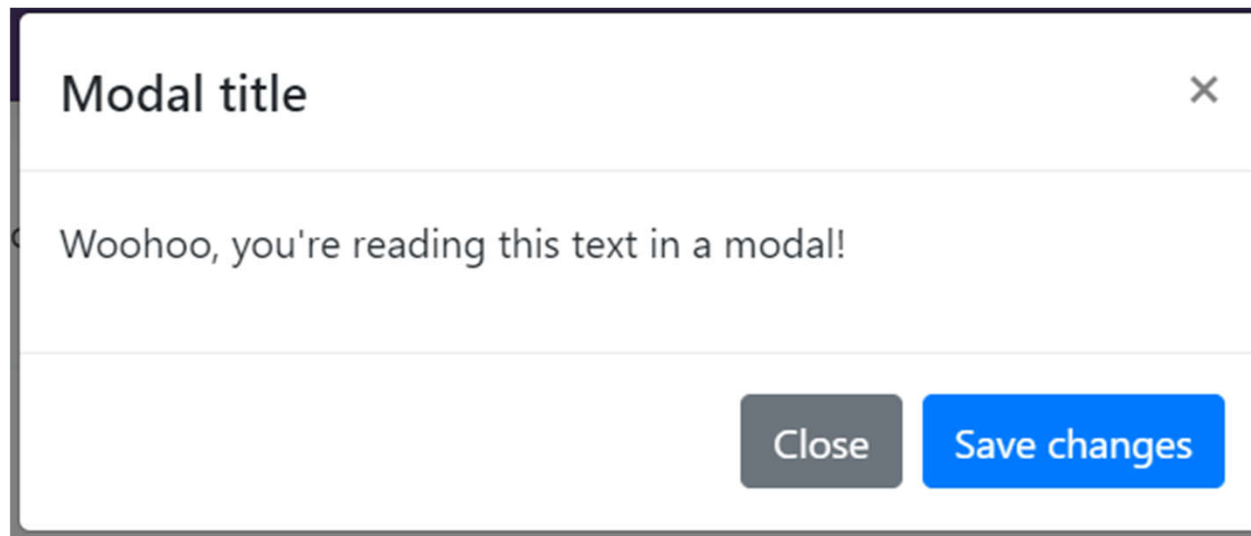 Modal title ×
Woohoo, you're reading this text in a modal!
Close Save changes